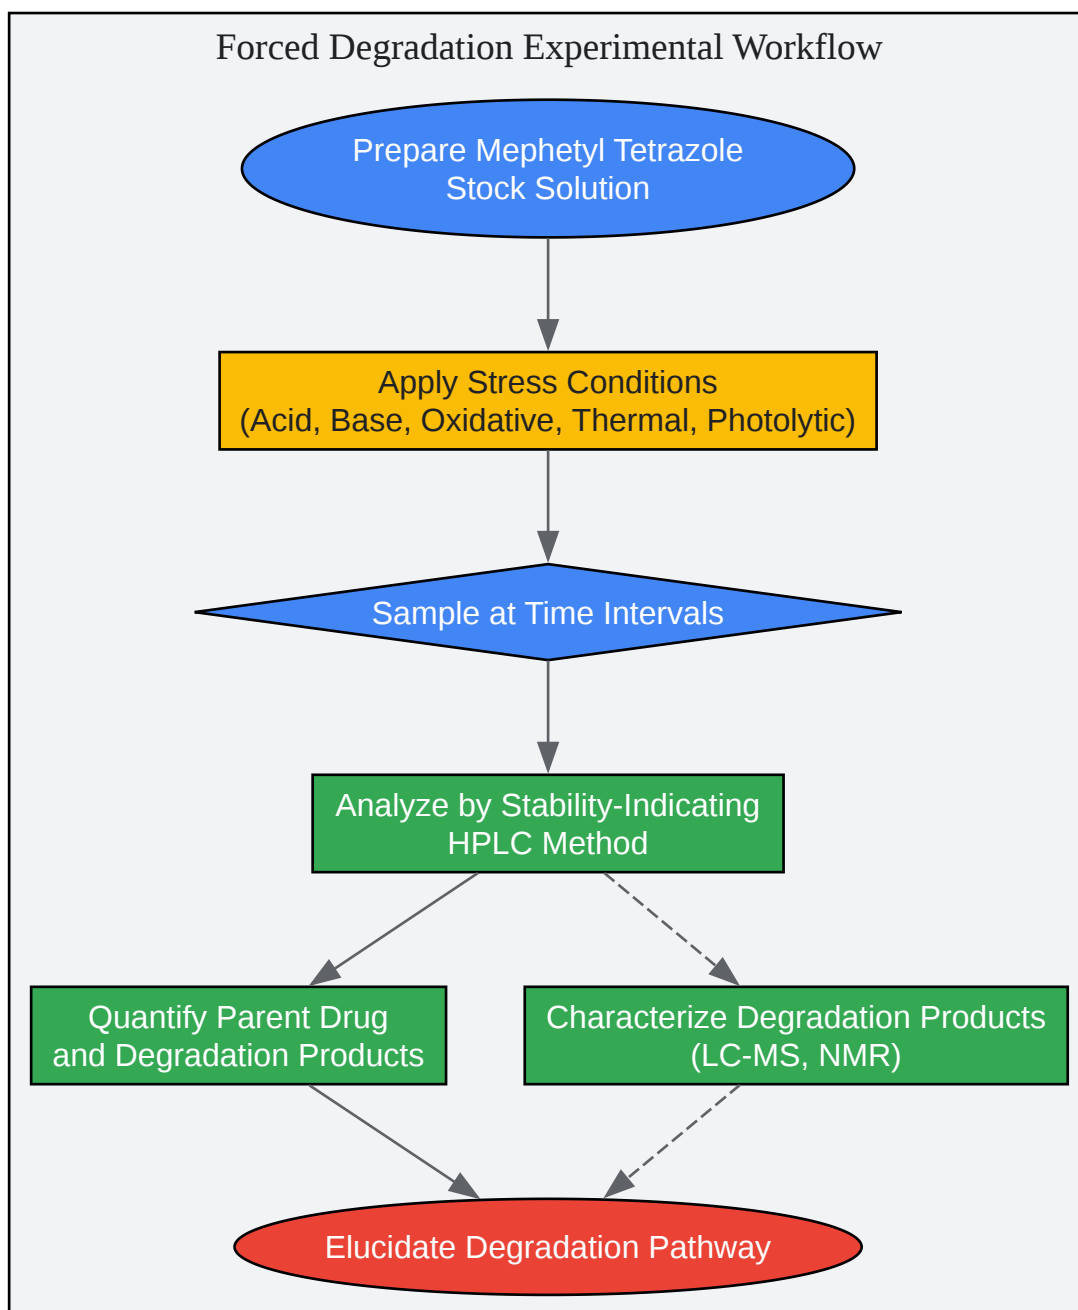 Forced Degradation Experimental Workflow
Prepare Mephetyl Tetrazole
Stock Solution
Apply Stress Conditions
(Acid, Base, Oxidative, Thermal, Photolytic)
Sample at Time Intervals
Analyze by Stability-Indicating
HPLC Method
Quantify Parent Drug
and Degradation Products
Characterize Degradation Products
(LC-MS, NMR)
Elucidate Degradation Pathway